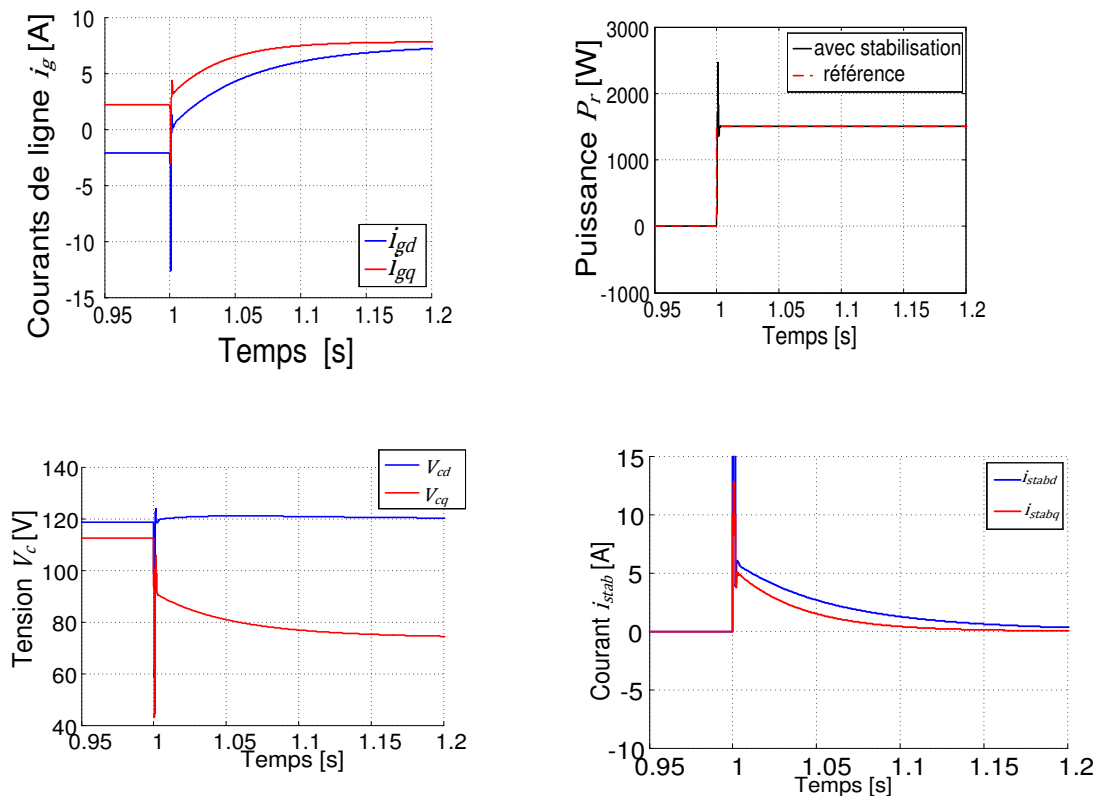 Courants de ligne i_g [A]
10
5
0
-5
-10
-15
0.95
1
1.05
1.1
1.15
1.2
Temps [s]
i_gd
i_gq
Puissance P_r [W]
3000
2500
2000
1000
0
-1000
0.95
1
1.05
1.1
1.2
Temps [s]
avec stabilisation
référence
Tension V_c [V]
140
120
100
80
60
40
0.95
1
1.05
1.1
1.15
1.2
Temps [s]
V_cd
V_cq
Courant i_stab [A]
15
10
5
0
-5
-10
0.95
1
1.05
1.1
1.15
1.2
Temps [s]
i_stabd
i_stabq